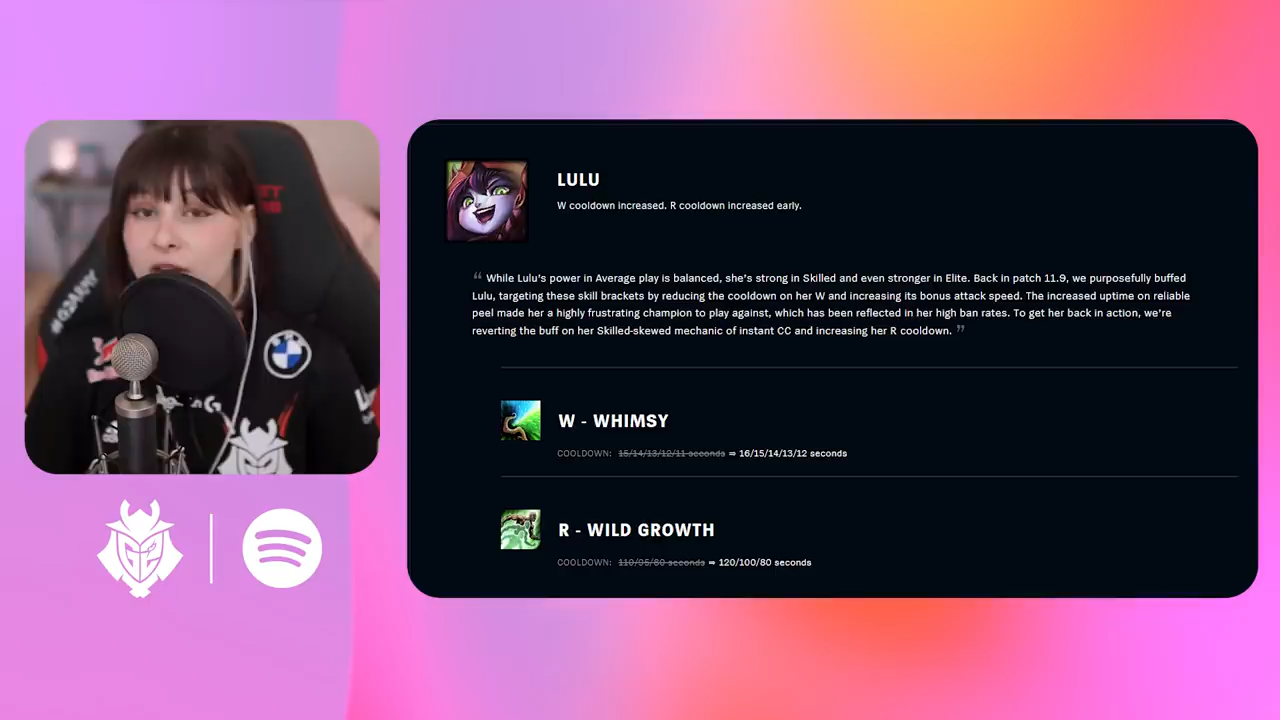 LULU
W cooldown increased. R cooldown increased early.
“ While Lulu's power in Average play is balanced, she's strong in Skilled and even stronger in Elite. Back in patch 11.9, we purposefully buffed
Lulu, targeting these skill brackets by reducing the cooldown on her W and increasing its bonus attack speed. The increased uptime on reliable
peel made her a highly frustrating champion to play against, which has been reflected in her high ban rates. To get her back in action, we're
reverting the buff on her Skilled-skewed mechanic of instant CC and increasing her R cooldown. ”
W - WHIMSY
COOLDOWN: 15/14/13/12/11 seconds ⇒ 16/15/14/13/12 seconds
R - WILD GROWTH
COOLDOWN: 110/95/80 seconds ⇒ 120/100/80 seconds
#G2ARMY
BMW